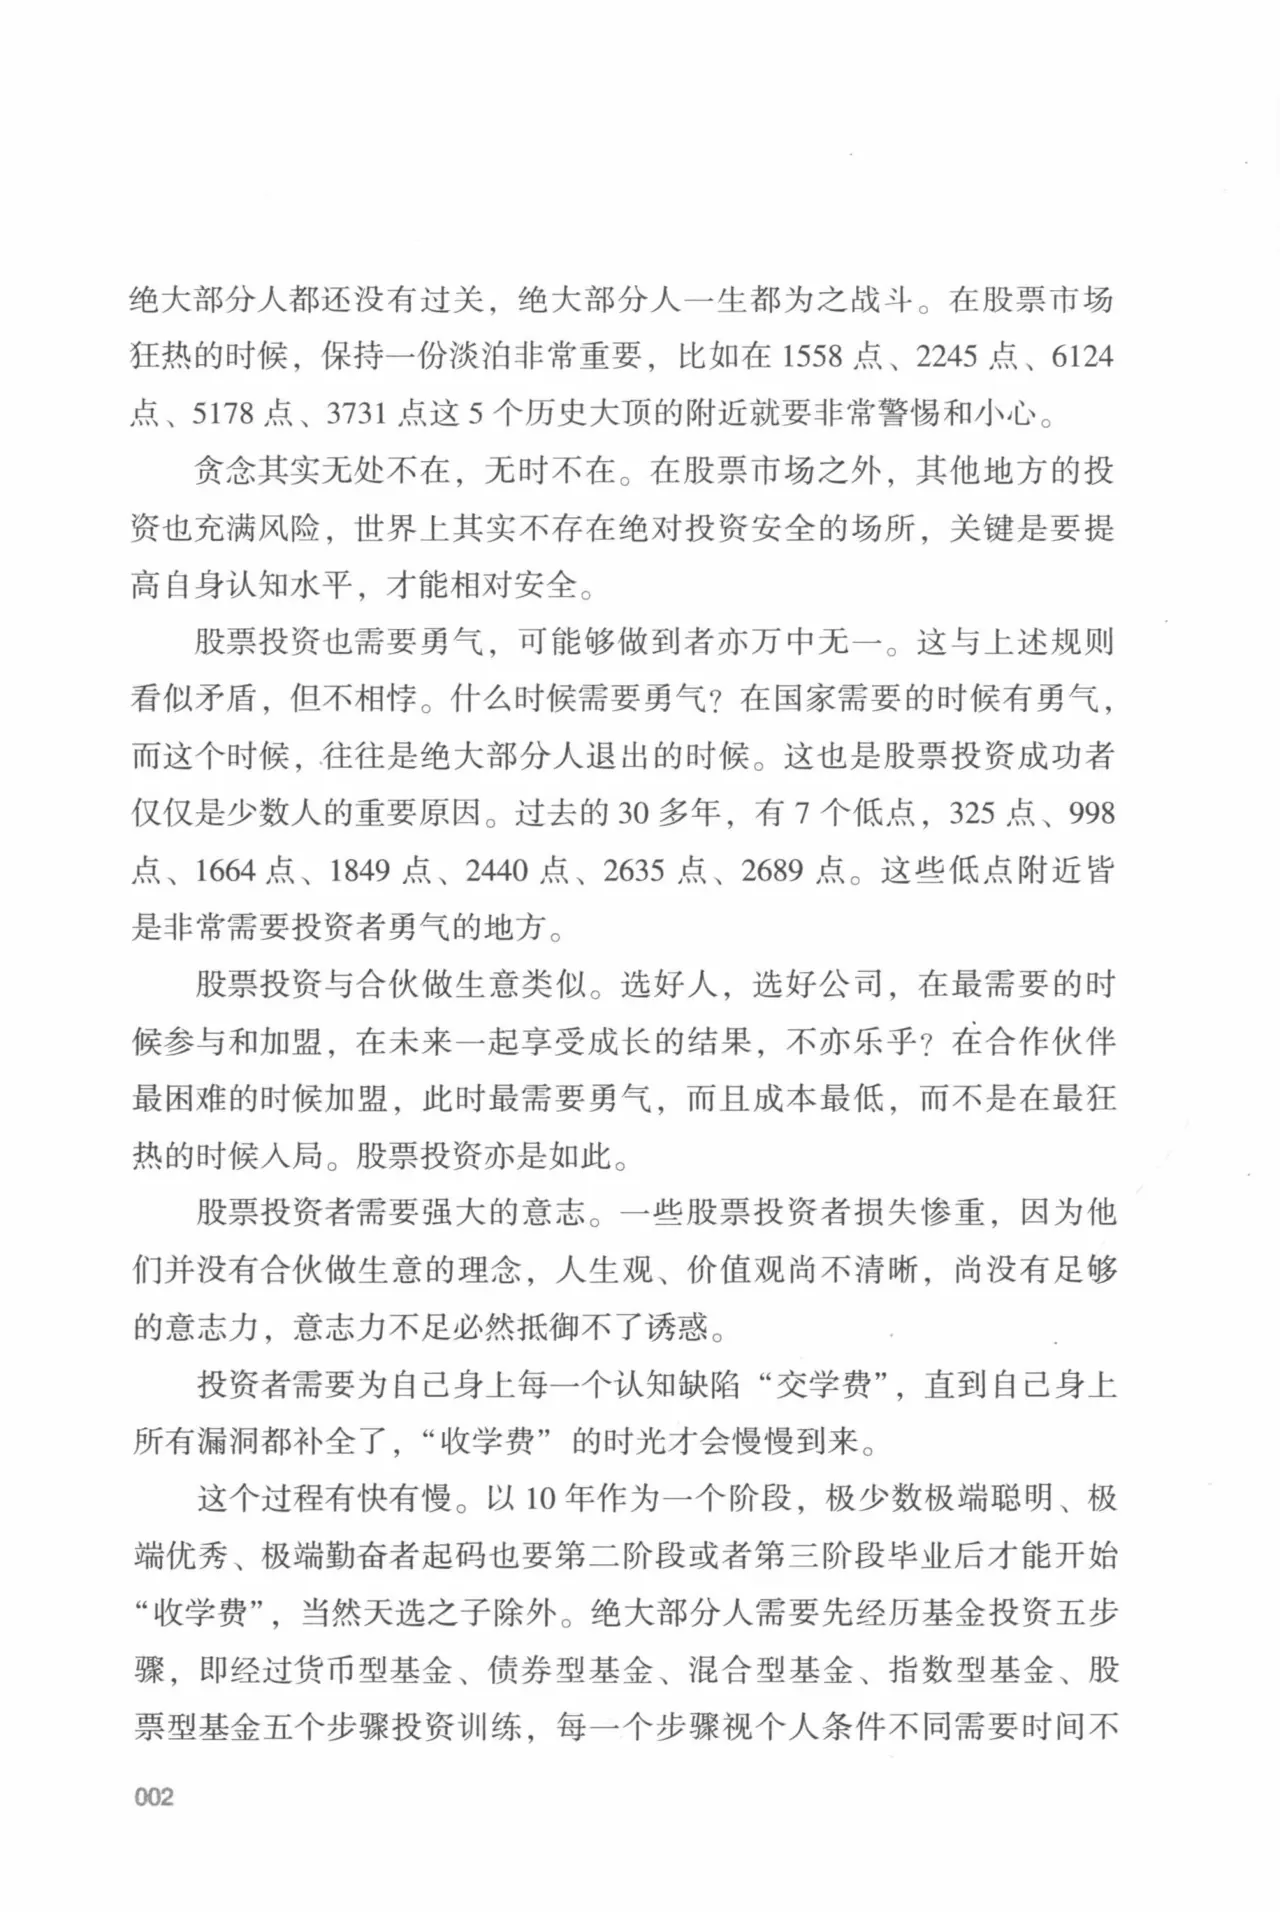 绝大部分人都还没有过关，绝大部分人一生都为之战斗。在股票市场
狂热的时候，保持一份淡泊非常重要，比如在 1558 点、2245 点、6124
点、5178 点、3731 点这 5 个历史大顶的附近就要非常警惕和小心。
贪念其实无处不在，无时不在。在股票市场之外，其他地方的投
资也充满风险，世界上其实不存在绝对投资安全的场所，关键是要提
高自身认知水平，才能相对安全。
股票投资也需要勇气，可能够做到者亦万中无一。这与上述规则
看似矛盾，但不相悖。什么时候需要勇气？在国家需要的时候有勇气，
而这个时候，往往是绝大部分人退出的时候。这也是股票投资成功者
仅仅是少数人的重要原因。过去的 30 多年，有 7 个低点，325 点、998
点、1664 点、1849 点、2440 点、2635 点、2689 点。这些低点附近皆
是非常需要投资者勇气的地方。
股票投资与合伙做生意类似。选好人，选好公司，在最需要的时
候参与和加盟，在未来一起享受成长的结果，不亦乐乎？在合作伙伴
最困难的时候加盟，此时最需要勇气，而且成本最低，而不是在最狂
热的时候入局。股票投资亦是如此。
股票投资者需要强大的意志。一些股票投资者损失惨重，因为他
们并没有合伙做生意的理念，人生观、价值观尚不清晰，尚没有足够
的意志力，意志力不足必然抵御不了诱惑。
投资者需要为自己身上每一个认知缺陷“交学费”，直到自己身上
所有漏洞都补全了，“收学费”的时光才会慢慢到来。
这个过程有快有慢。以 10 年作为一个阶段，极少数极端聪明、极
端优秀、极端勤奋者起码也要第二阶段或者第三阶段毕业后才能开始
“收学费”，当然天选之子除外。绝大部分人需要先经历基金投资五步
骤，即经过货币型基金、债券型基金、混合型基金、指数型基金、股
票型基金五个步骤投资训练，每一个步骤视个人条件不同需要时间不
002